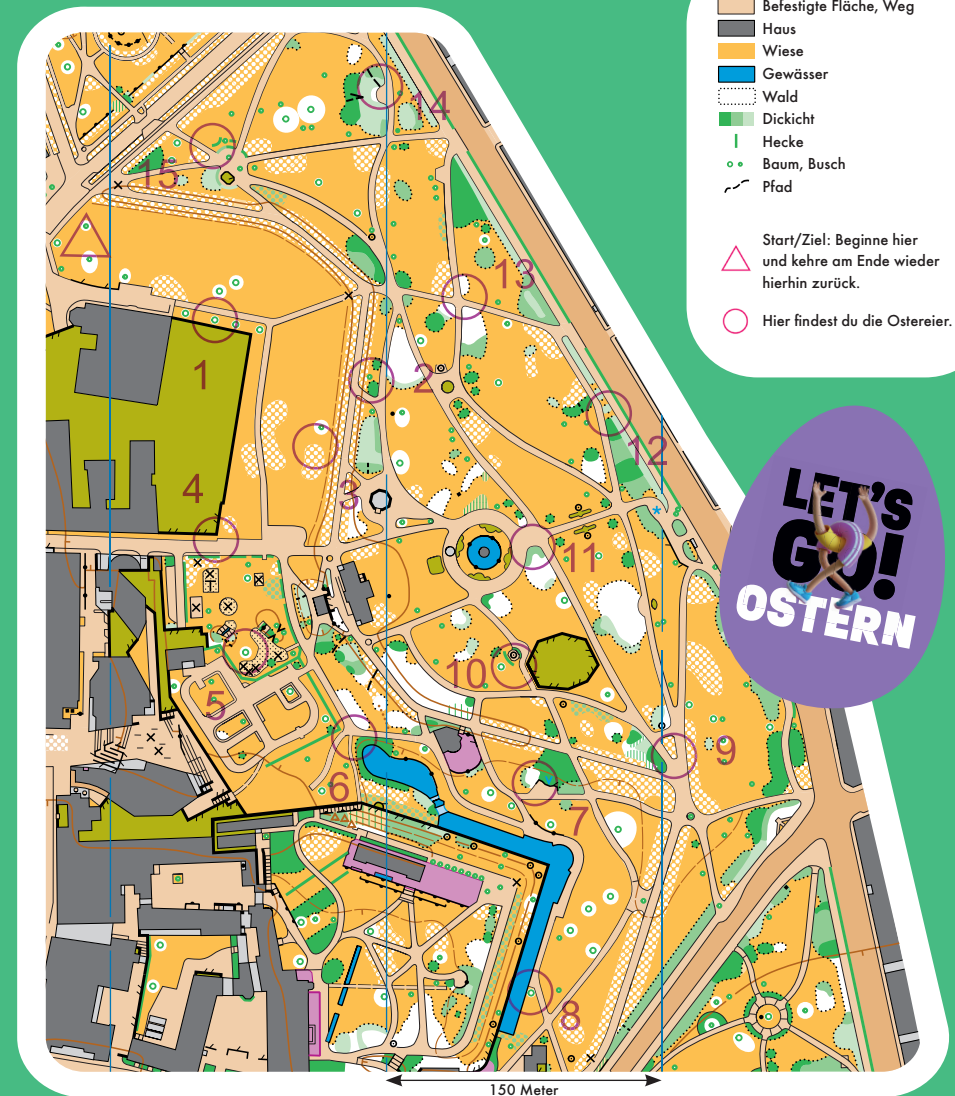 Befestigte Fläche, Weg
Haus
Wiese
Gewässer
Wald
Dickicht
Hecke
Baum, Busch
Pfad
Start/Ziel: Beginne hier
und kehre am Ende wieder
hierhin zurück.
Hier findest du die Ostereier.
14
15
13
1
2
12
4
3
11
10
5
9
6
7
8
LET'S
GO!
OSTERN
150 Meter